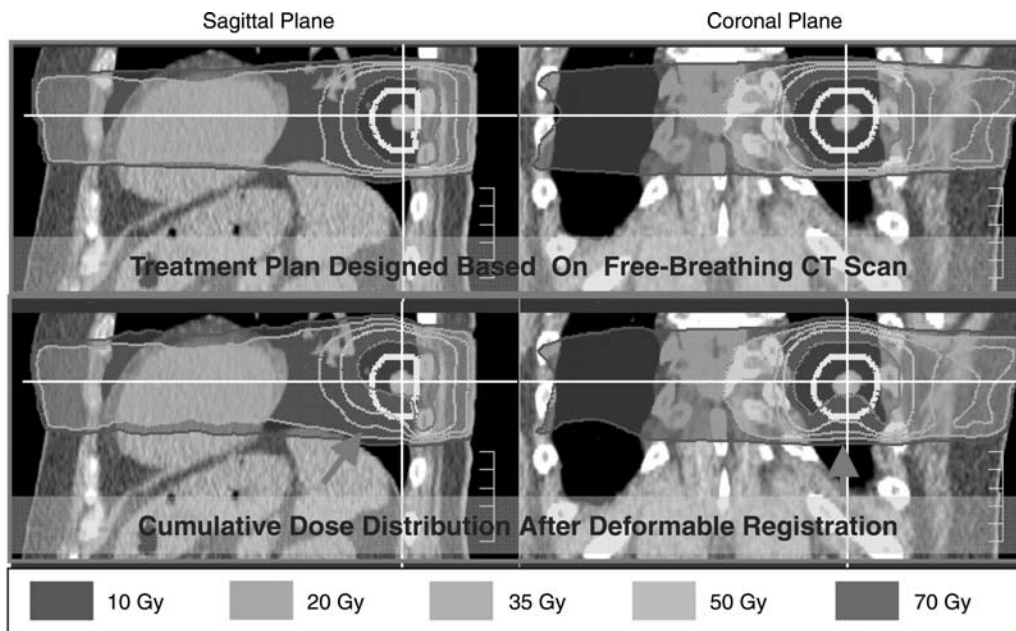 Sagittal Plane
Coronal Plane
Treatment Plan Designed Based On Free-Breathing CT Scan
Cumulative Dose Distribution After Deformable Registration
10 Gy
20 Gy
35 Gy
50 Gy
70 Gy